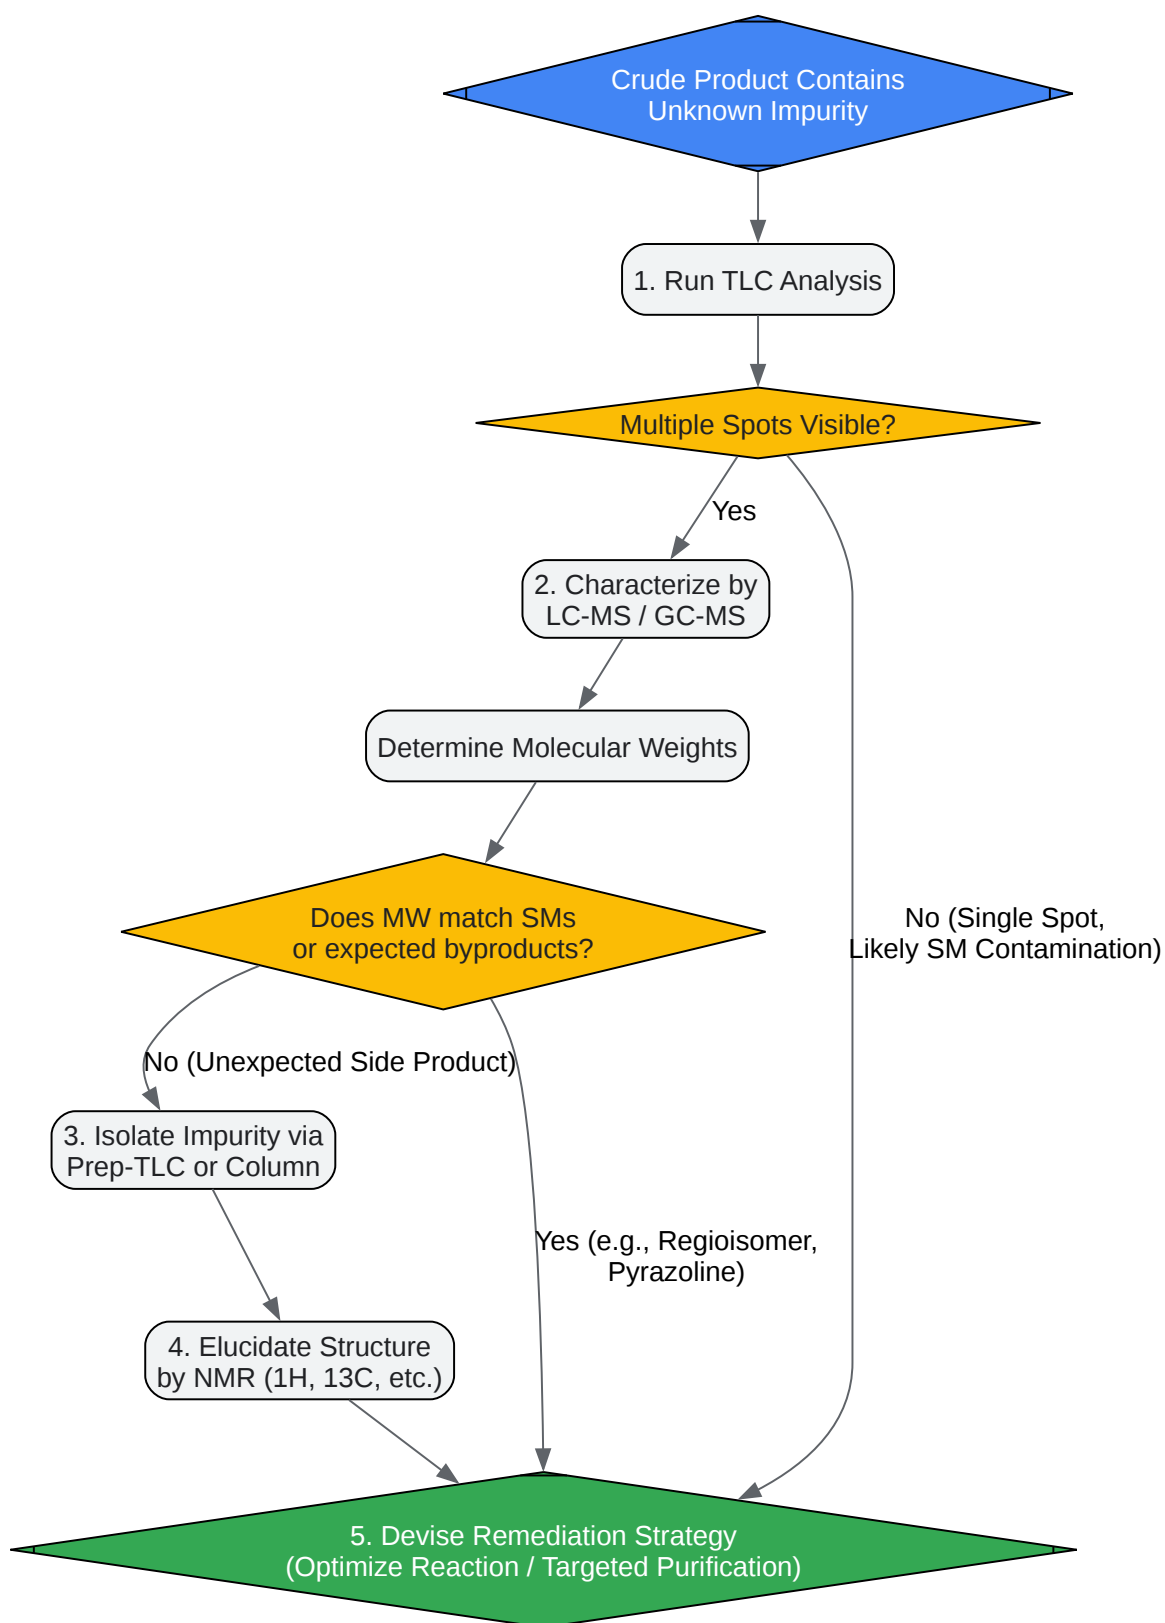 Crude Product Contains
Unknown Impurity
1. Run TLC Analysis
Multiple Spots Visible?
Yes
2. Characterize by
LC-MS / GC-MS
Determine Molecular Weights
Does MW match SMs
or expected byproducts?
No (Single Spot,
Likely SM Contamination)
No (Unexpected Side Product)
3. Isolate Impurity via
Prep-TLC or Column
Yes (e.g., Regioisomer,
Pyrazoline)
4. Elucidate Structure
by NMR (1H, 13C, etc.)
5. Devise Remediation Strategy
(Optimize Reaction / Targeted Purification)